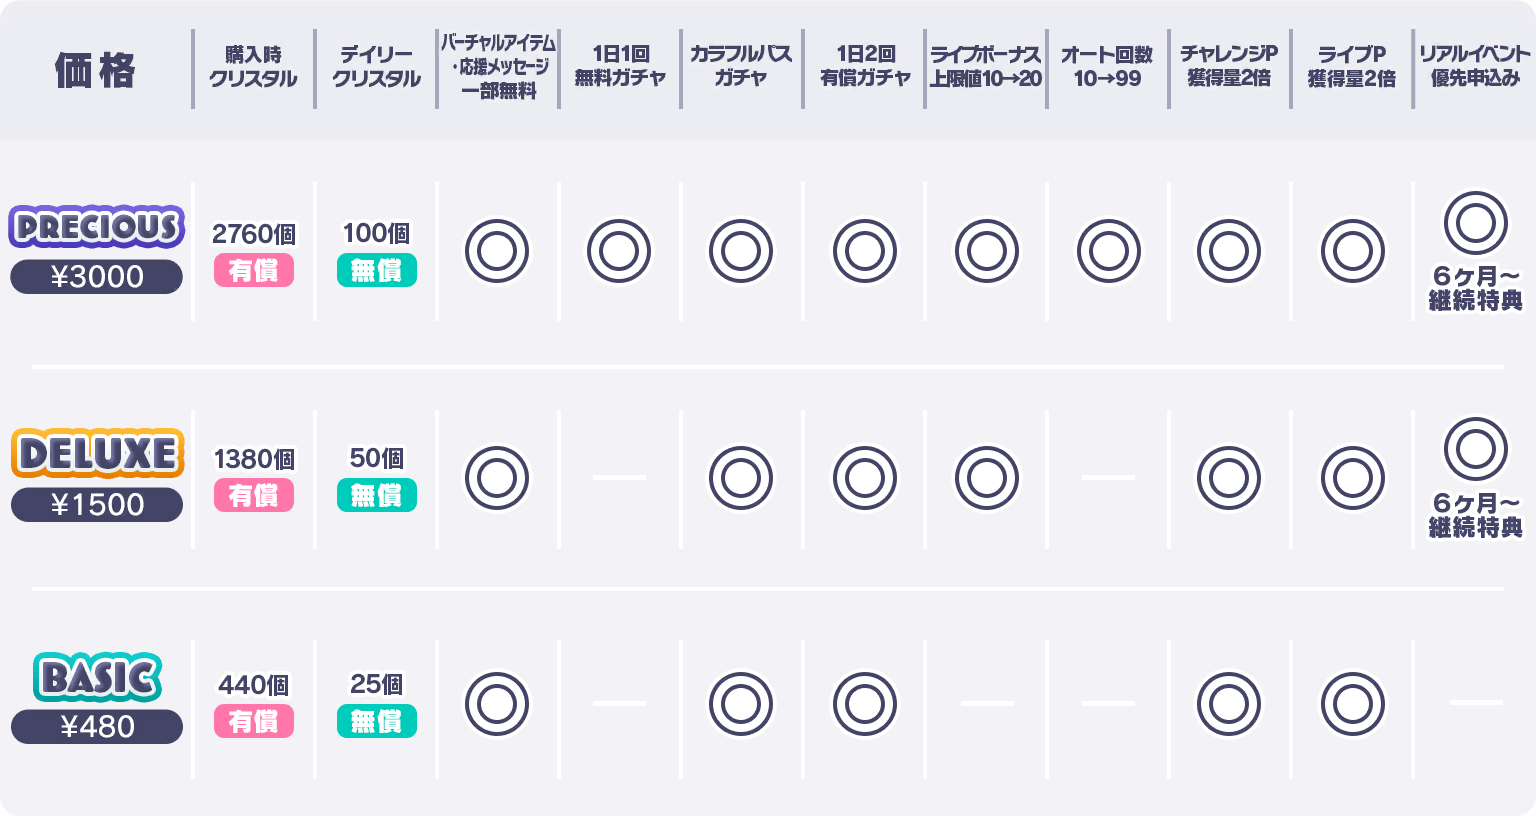 価格
購入時
クリスタル
デイリー
クリスタル
バーチャルアイテム
・応援メッセージ
一部無料
1日1回
無料ガチャ
カラフルパス
ガチャ
1日2回
有償ガチャ
ライブボーナス
上限値10→20
オート回数
10→99
チャレンジP
獲得量2倍
ライブP
獲得量2倍
リアルイベント
優先申込み
PRECIOUS
¥3000
2760個
有償
100個
無償
◎
◎
◎
◎
◎
◎
◎
◎
◎
6ヶ月～
継続特典
DELUXE
¥1500
1380個
有償
50個
無償
◎
—
◎
◎
◎
—
◎
◎
◎
6ヶ月～
継続特典
BASIC
¥480
440個
有償
25個
無償
◎
—
◎
◎
—
—
◎
◎
—